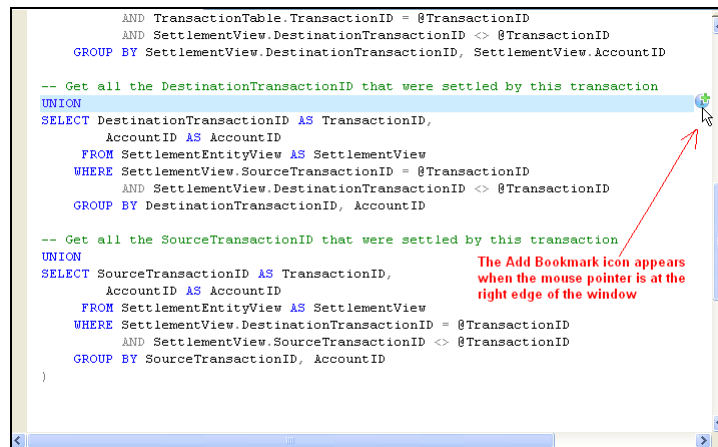 AND TransactionTable.TransactionID = @TransactionID
AND SettlementView.DestinationTransactionID <> @TransactionID
GROUP BY SettlementView.DestinationTransactionID, SettlementView.AccountID
-- Get all the DestinationTransactionID that were settled by this transaction
UNION
SELECT DestinationTransactionID AS TransactionID,
AccountID AS AccountID
FROM SettlementEntityView AS SettlementView
WHERE SettlementView.SourceTransactionID = @TransactionID
AND SettlementView.DestinationTransactionID <> @TransactionID
GROUP BY DestinationTransactionID, AccountID
-- Get all the SourceTransactionID that were settled by this transaction
UNION
SELECT SourceTransactionID AS TransactionID,
AccountID AS AccountID
FROM SettlementEntityView AS SettlementView
WHERE SettlementView.DestinationTransactionID = @TransactionID
AND SettlementView.SourceTransactionID <> @TransactionID
GROUP BY SourceTransactionID, AccountID
)
The Add Bookmark icon appears
when the mouse pointer is at the
right edge of the window